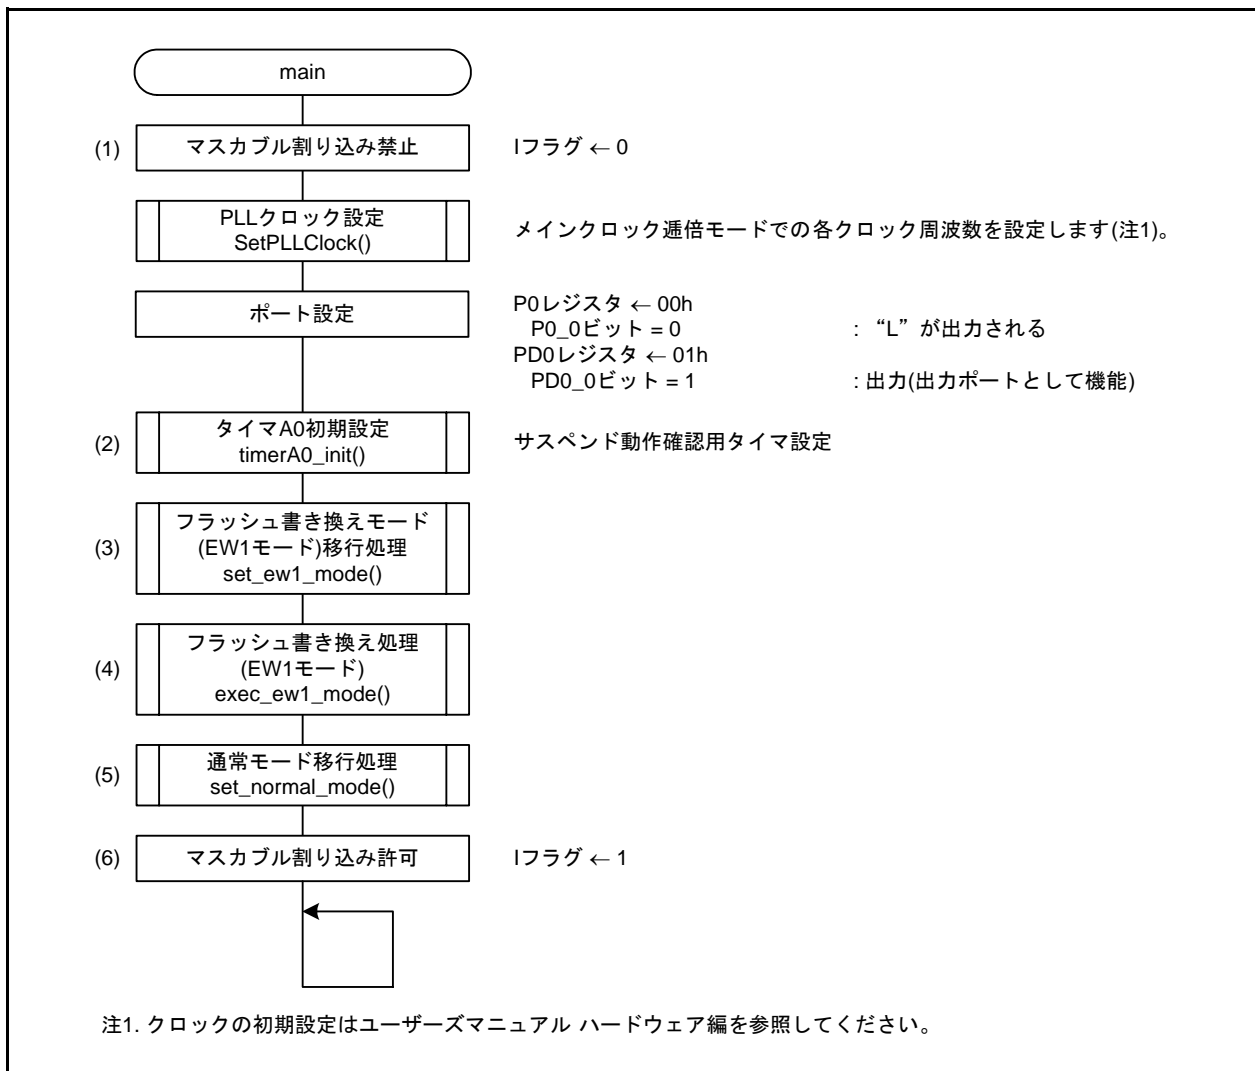 main
(1) マスカブル割り込み禁止 Iフラグ ← 0
PLLクロック設定
SetPLLClock()
メインクロック逓倍モードでの各クロック周波数を設定します(注1)。
ポート設定
P0レジスタ ← 00h
P0_0ビット = 0 : “L”が出力される
PD0レジスタ ← 01h
PD0_0ビット = 1 : 出力(出力ポートとして機能)
(2) タイマA0初期設定
timerA0_init()
サスペンド動作確認用タイマ設定
(3) フラッシュ書き換えモード
(EW1モード)移行処理
set_ew1_mode()
(4) フラッシュ書き換え処理
(EW1モード)
exec_ew1_mode()
(5) 通常モード移行処理
set_normal_mode()
(6) マスカブル割り込み許可 Iフラグ ← 1
注1. クロックの初期設定はユーザーズマニュアル ハードウェア編を参照してください。